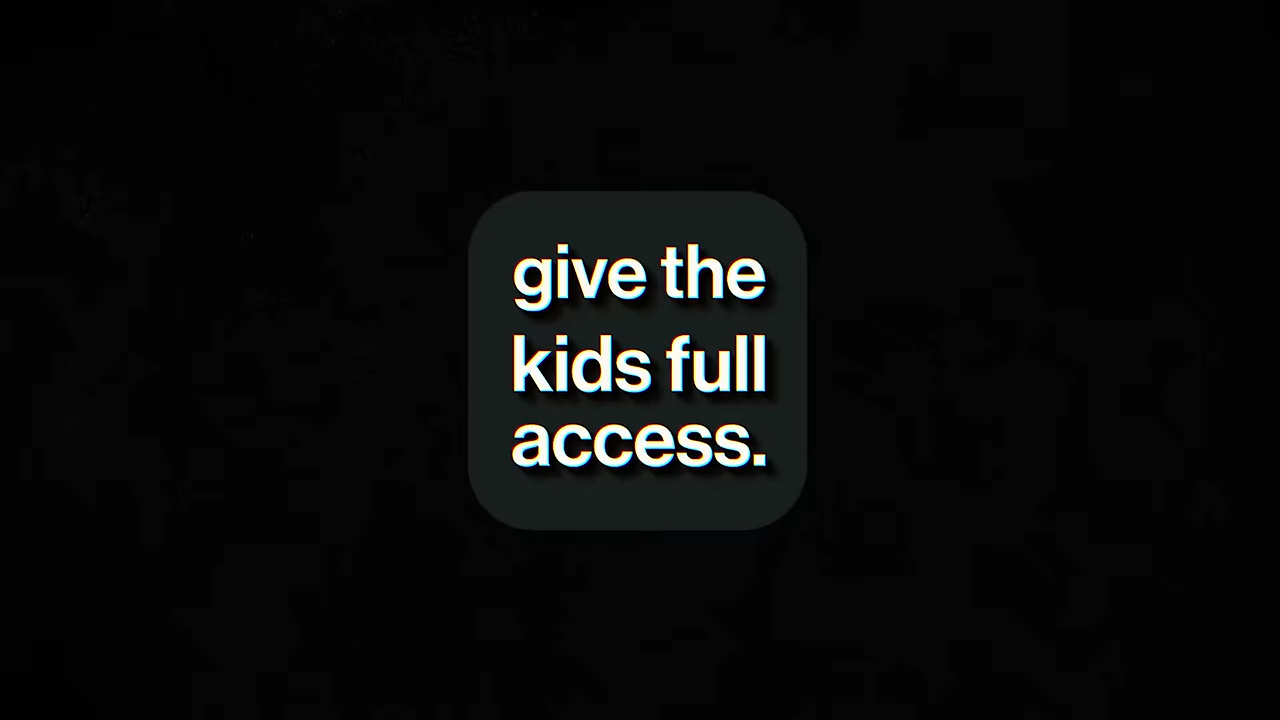 give the
kids full
access.